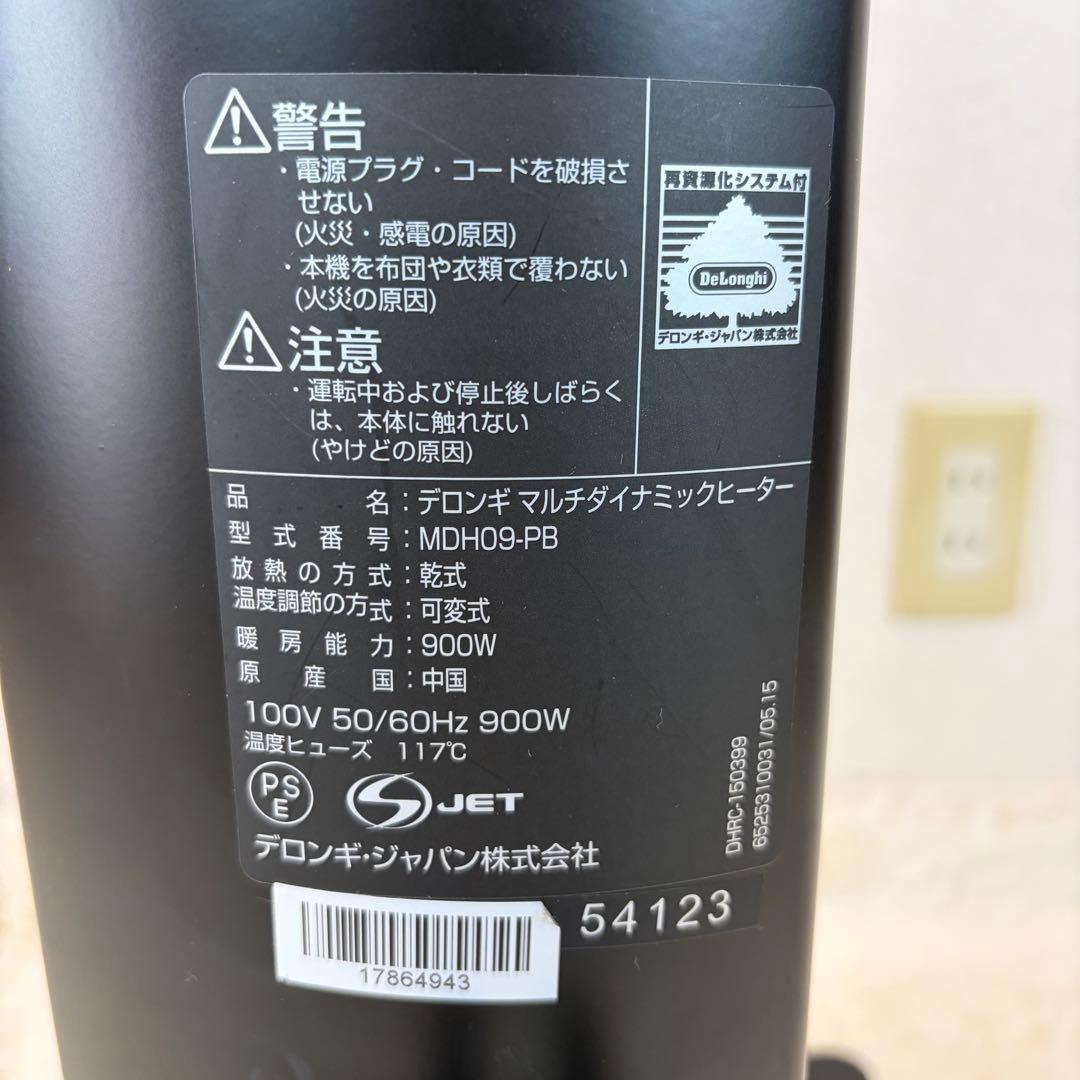 警告
・電源プラグ・コードを破損さ
せない
(火災・感電の原因)
・本機を布団や衣類で覆わない
(火災の原因)
注意
・運転中および停止後しばらく
は、本体に触れない
(やけどの原因)
再資源化システム付
DeLonghi
デロンギ・ジャパン株式会社
品名：デロンギ マルチダイナミックヒーター
型式番号：MDH09-PB
放熱の方式：乾式
温度調節の方式：可変式
暖房能力：900W
原産国：中国
100V 50/60Hz 900W
温度ヒューズ 117℃
PSE
S JET
デロンギ・ジャパン株式会社
DHRC-150399
6525310031/05.15
54123
17864943